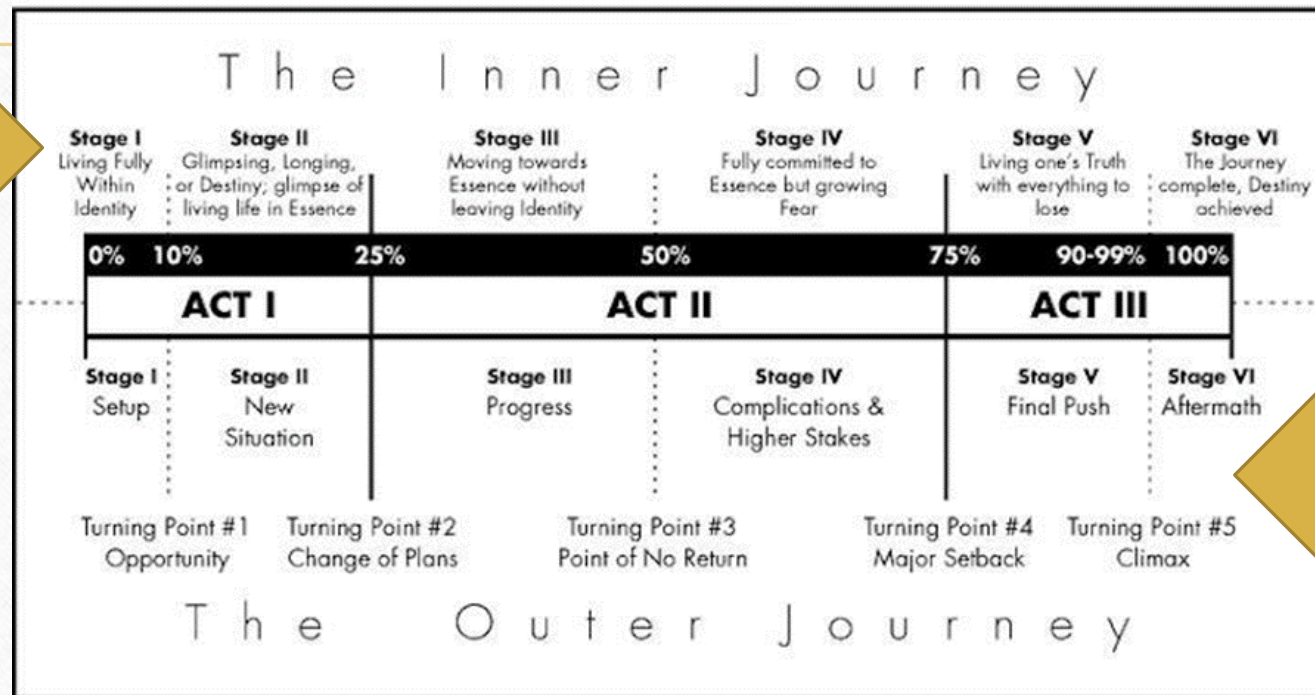 The Inner Journey
Stage I
Living Fully
Within
Identity
Stage II
Glimpsing, Longing,
or Destiny; glimpse of
living life in Essence
Stage III
Moving towards
Essence without
leaving Identity
Stage IV
Fully committed to
Essence but growing
Fear
Stage V
Living one's Truth
with everything to
lose
Stage VI
The Journey
complete, Destiny
achieved
0% 10% 25% 50% 75% 90-99% 100%
ACT I ACT II ACT III
Stage I
Setup
Stage II
New
Situation
Stage III
Progress
Stage IV
Complications &
Higher Stakes
Stage V
Final Push
Stage VI
Aftermath
Turning Point #1
Opportunity
Turning Point #2
Change of Plans
Turning Point #3
Point of No Return
Turning Point #4
Major Setback
Turning Point #5
Climax
The Outer Journey